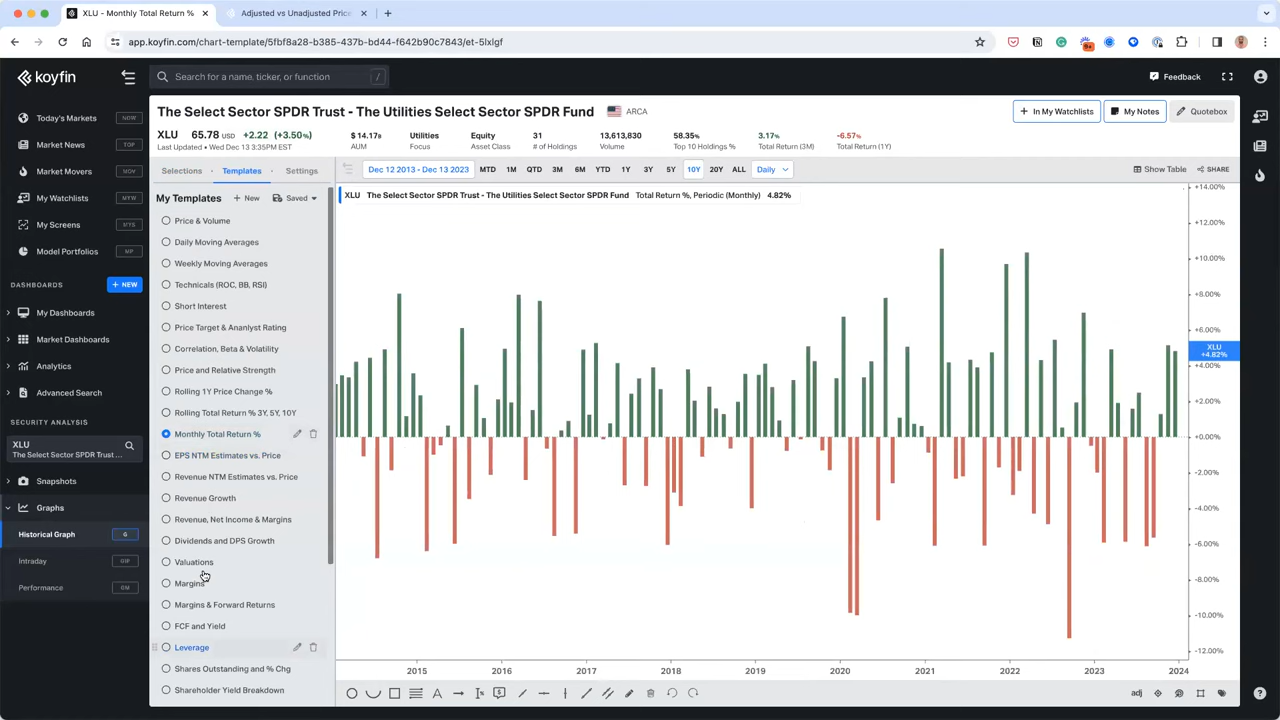 XLU - Monthly Total Return %
Adjusted vs Unadjusted Price
app.koyfin.com/chart-template/5fbf8a28-b385-437b-bd44-f642b90c7843/et-5lxlgf
koyfin
Search for a name, ticker, or function /
Feedback
Today's Markets NOW
Market News TOP
Market Movers MOV
My Watchlists MYW
My Screens MYS
Model Portfolios MP
DASHBOARDS + NEW
My Dashboards
Market Dashboards
Analytics
Advanced Search
SECURITY ANALYSIS
XLU
The Select Sector SPDR Trust ...
Snapshots
Graphs
Historical Graph G
Intraday GIP
Performance GM
The Select Sector SPDR Trust - The Utilities Select Sector SPDR Fund ARCA
+ In My Watchlists My Notes Quotebox
XLU 65.78 USD +2.22 (+3.50%)
Last Updated • Wed Dec 13 3:35PM EST
$ 14.17B Utilities Equity 31 13,613,830 58.35% 3.17% -6.57%
AUM Focus Asset Class # of Holdings Volume Top 10 Holdings % Total Return (3M) Total Return (1Y)
Selections Templates Settings
Dec 12 2013 - Dec 13 2023 MTD 1M QTD 3M 6M YTD 1Y 3Y 5Y 10Y 20Y ALL Daily Show Table SHARE
My Templates + New Saved
Price & Volume
Daily Moving Averages
Weekly Moving Averages
Technicals (ROC, BB, RSI)
Short Interest
Price Target & Ananlyst Rating
Correlation, Beta & Volatility
Price and Relative Strength
Rolling 1Y Price Change %
Rolling Total Return % 3Y, 5Y, 10Y
Monthly Total Return %
EPS NTM Estimates vs. Price
Revenue NTM Estimates vs. Price
Revenue Growth
Revenue, Net Income & Margins
Dividends and DPS Growth
Valuations
Margins
Margins & Forward Returns
FCF and Yield
Leverage
Shares Outstanding and % Chg
Shareholder Yield Breakdown
XLU The Select Sector SPDR Trust - The Utilities Select Sector SPDR Fund Total Return %, Periodic (Monthly) 4.82%
+14.00%
+12.00%
+10.00%
+8.00%
+6.00%
XLU
+4.82%
+4.00%
+2.00%
+0.00%
-2.00%
-4.00%
-6.00%
-8.00%
-10.00%
-12.00%
2015 2016 2017 2018 2019 2020 2021 2022 2023 2024
adj